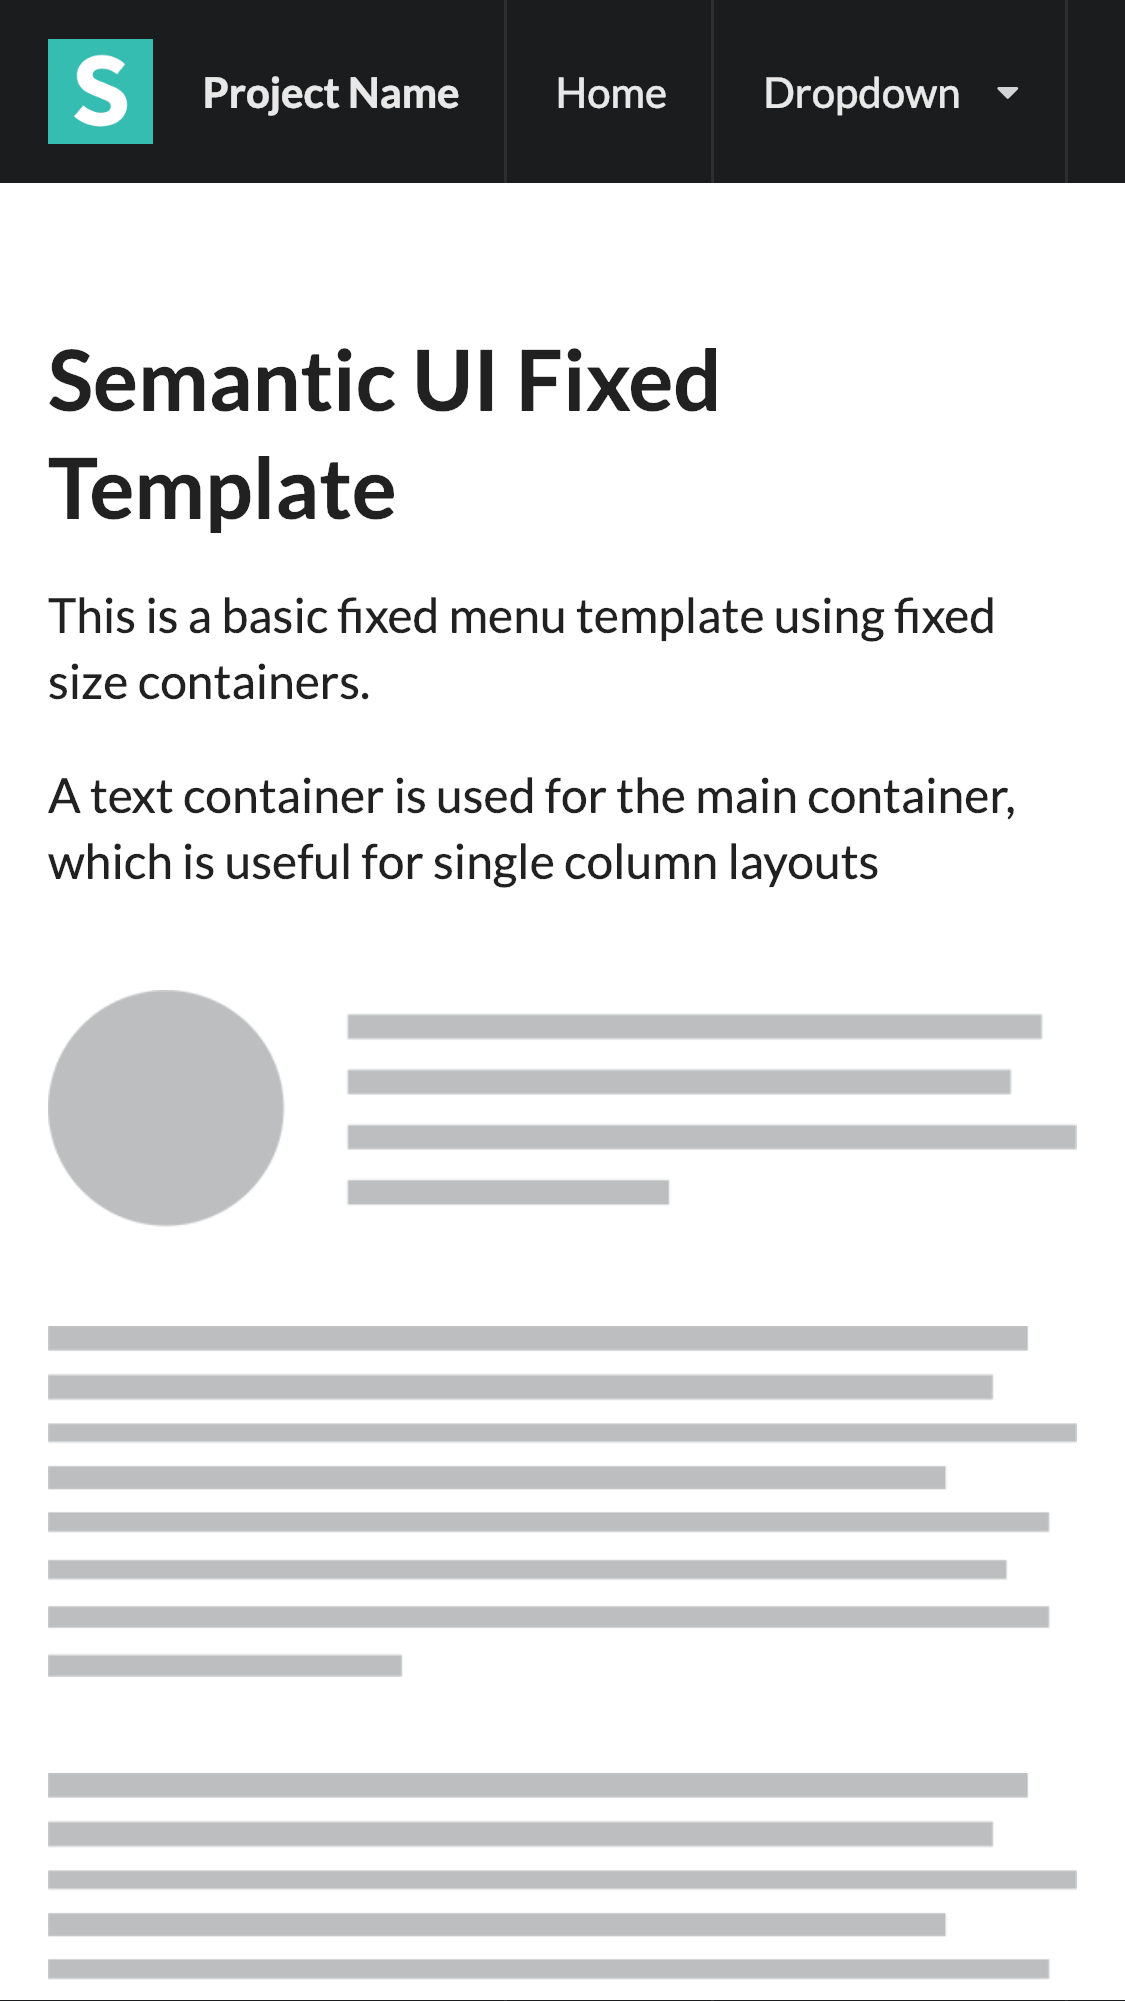 S
Project Name
Home
Dropdown
Semantic UI Fixed
Template
This is a basic fixed menu template using fixed
size containers.
A text container is used for the main container,
which is useful for single column layouts